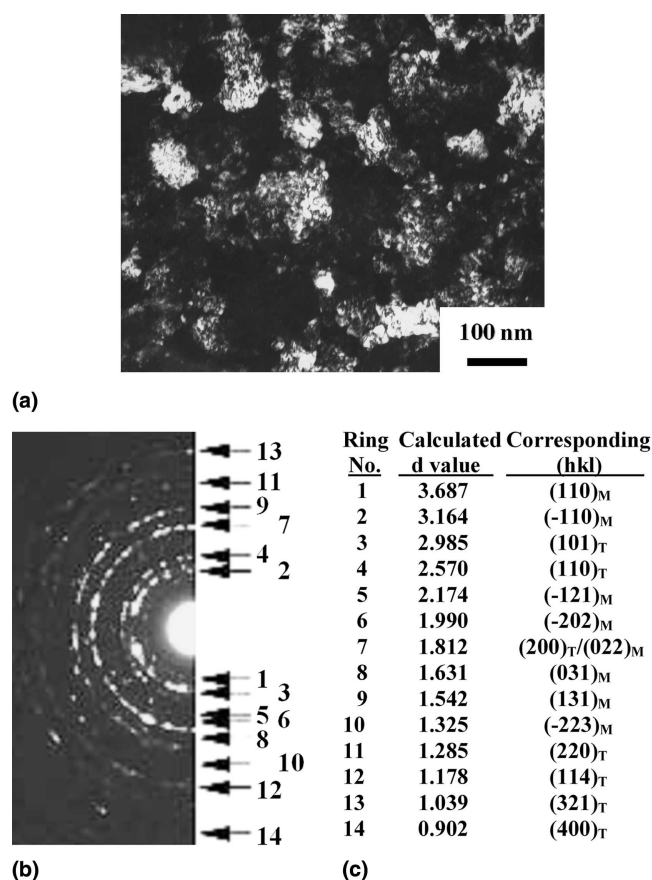 100 nm
(a)
13
11
9
7
4
2
1
3
5
6
8
10
12
14
(b)
Ring Calculated Corresponding
No. d value (hkl)
1 3.687 (110)M
2 3.164 (-110)M
3 2.985 (101)T
4 2.570 (110)T
5 2.174 (-121)M
6 1.990 (-202)M
7 1.812 (200)T/(022)M
8 1.631 (031)M
9 1.542 (131)M
10 1.325 (-223)M
11 1.285 (220)T
12 1.178 (114)T
13 1.039 (321)T
14 0.902 (400)T
(c)